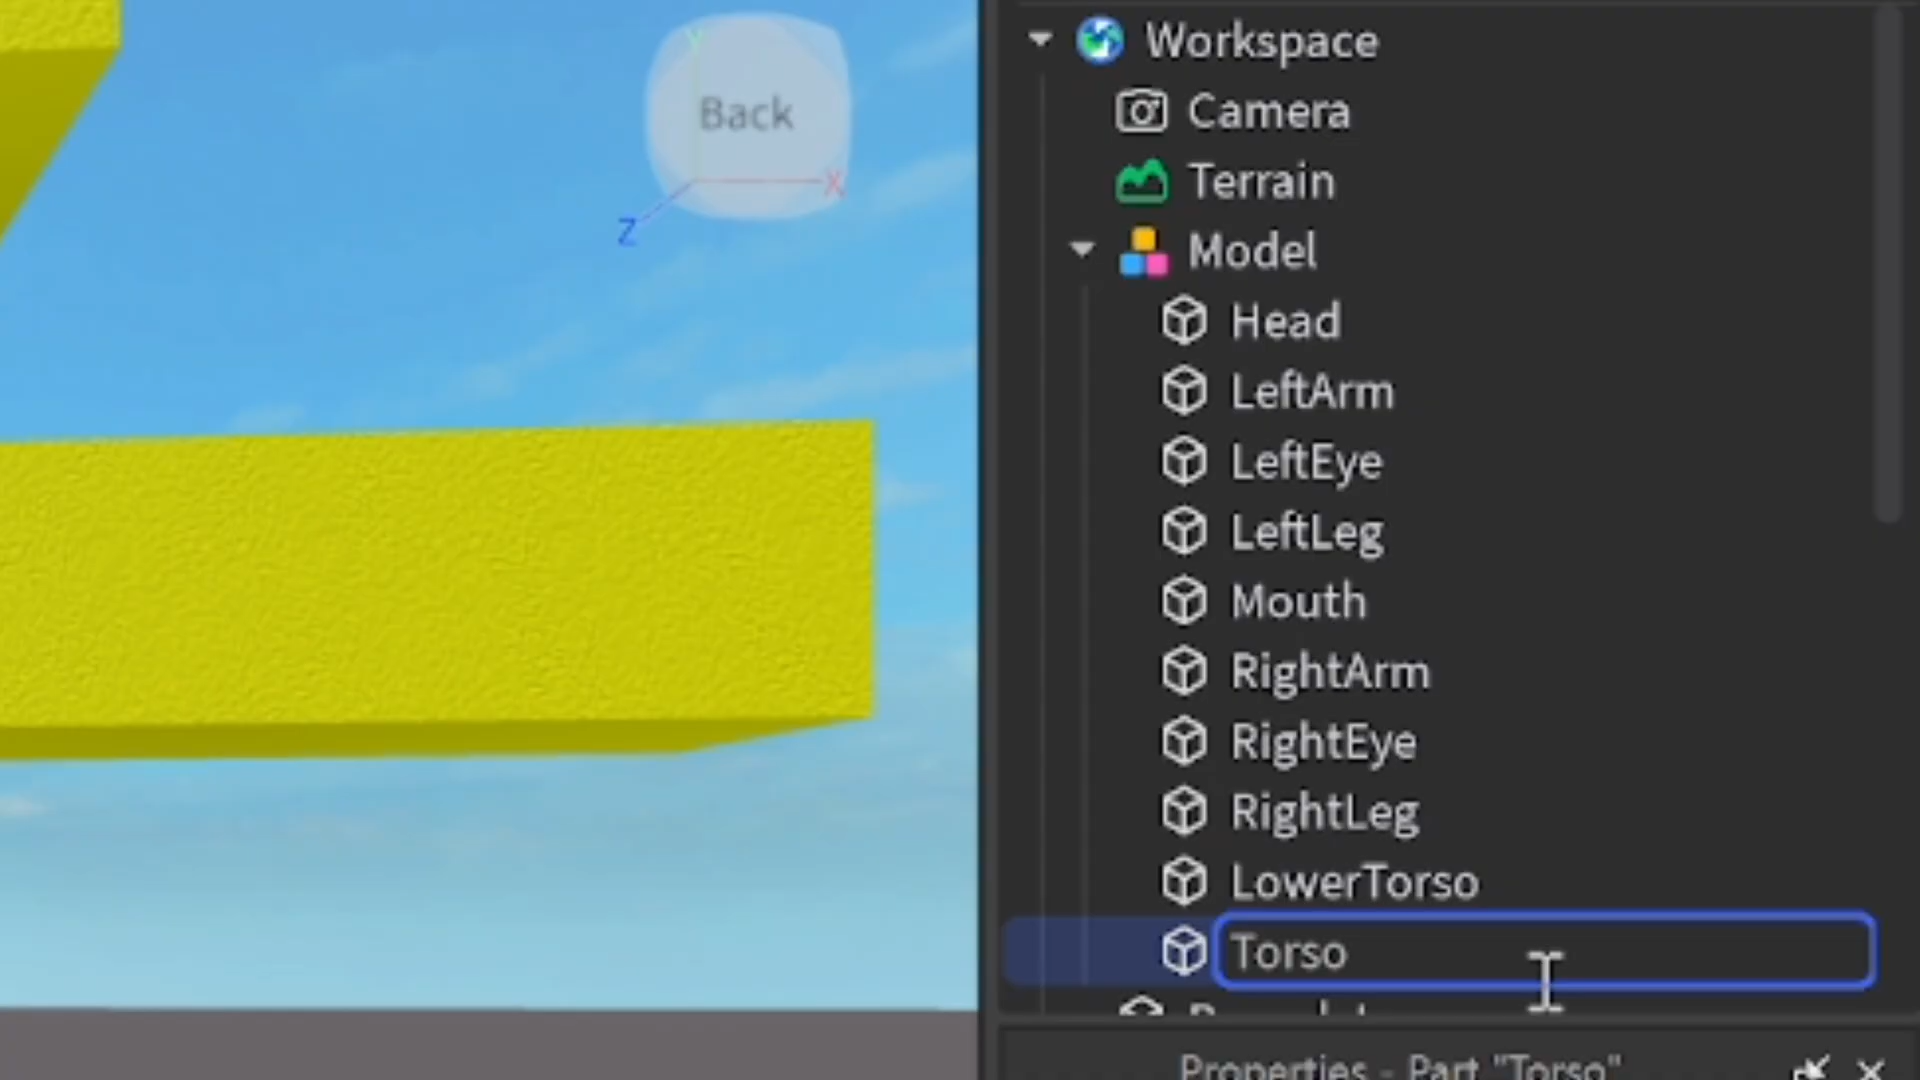 Workspace
Camera
Terrain
Model
Head
LeftArm
LeftEye
LeftLeg
Mouth
RightArm
RightEye
RightLeg
LowerTorso
Torso
Properties - Part "Torso"
Y
Back
X
Z